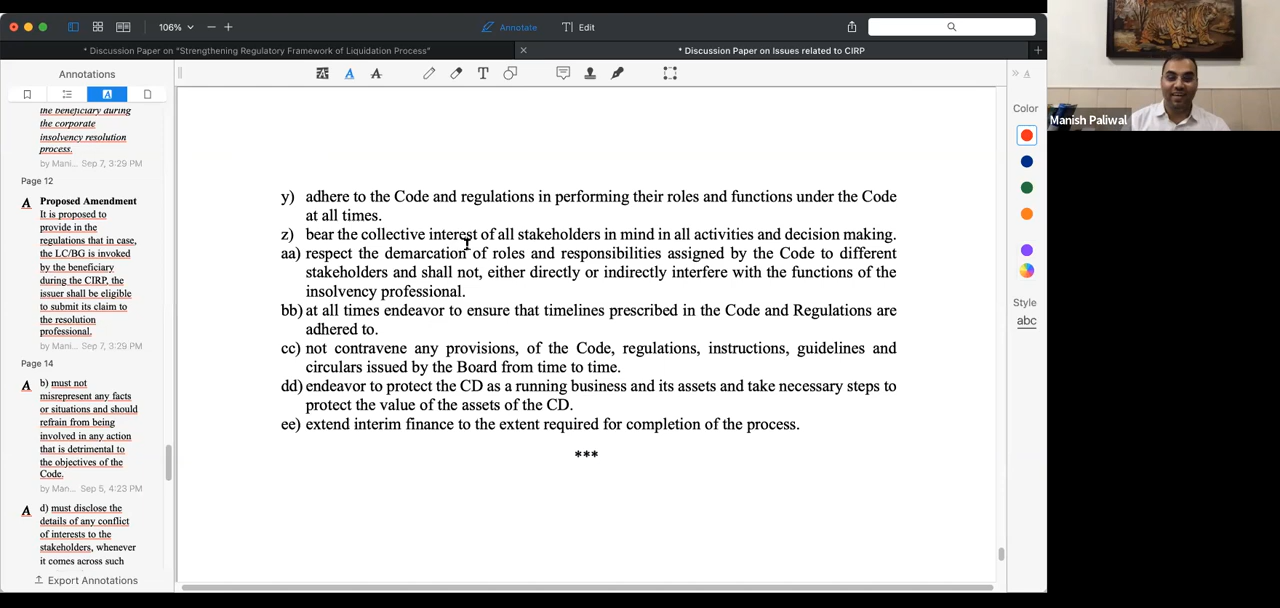 106%
Annotate
Edit
* Discussion Paper on "Strengthening Regulatory Framework of Liquidation Process"
* Discussion Paper on Issues related to CIRP
Annotations
the beneficiary during
the corporate
insolvency resolution
process.
by Mani... Sep 7, 3:29 PM
Page 12
Proposed Amendment
It is proposed to
provide in the
regulations that in case,
the LC/BG is invoked
by the beneficiary
during the CIRP, the
issuer shall be eligible
to submit its claim to
the resolution
professional.
by Mani... Sep 7, 3:29 PM
Page 14
b) must not
misrepresent any facts
or situations and should
refrain from being
involved in any action
that is detrimental to
the objectives of the
Code.
by Man... Sep 5, 4:23 PM
d) must disclose the
details of any conflict
of interests to the
stakeholders, whenever
it comes across such
Export Annotations
y) adhere to the Code and regulations in performing their roles and functions under the Code
at all times.
z) bear the collective interest of all stakeholders in mind in all activities and decision making.
aa) respect the demarcation of roles and responsibilities assigned by the Code to different
stakeholders and shall not, either directly or indirectly interfere with the functions of the
insolvency professional.
bb) at all times endeavor to ensure that timelines prescribed in the Code and Regulations are
adhered to.
cc) not contravene any provisions, of the Code, regulations, instructions, guidelines and
circulars issued by the Board from time to time.
dd) endeavor to protect the CD as a running business and its assets and take necessary steps to
protect the value of the assets of the CD.
ee) extend interim finance to the extent required for completion of the process.
***
Color
Style
abc
Manish Paliwal